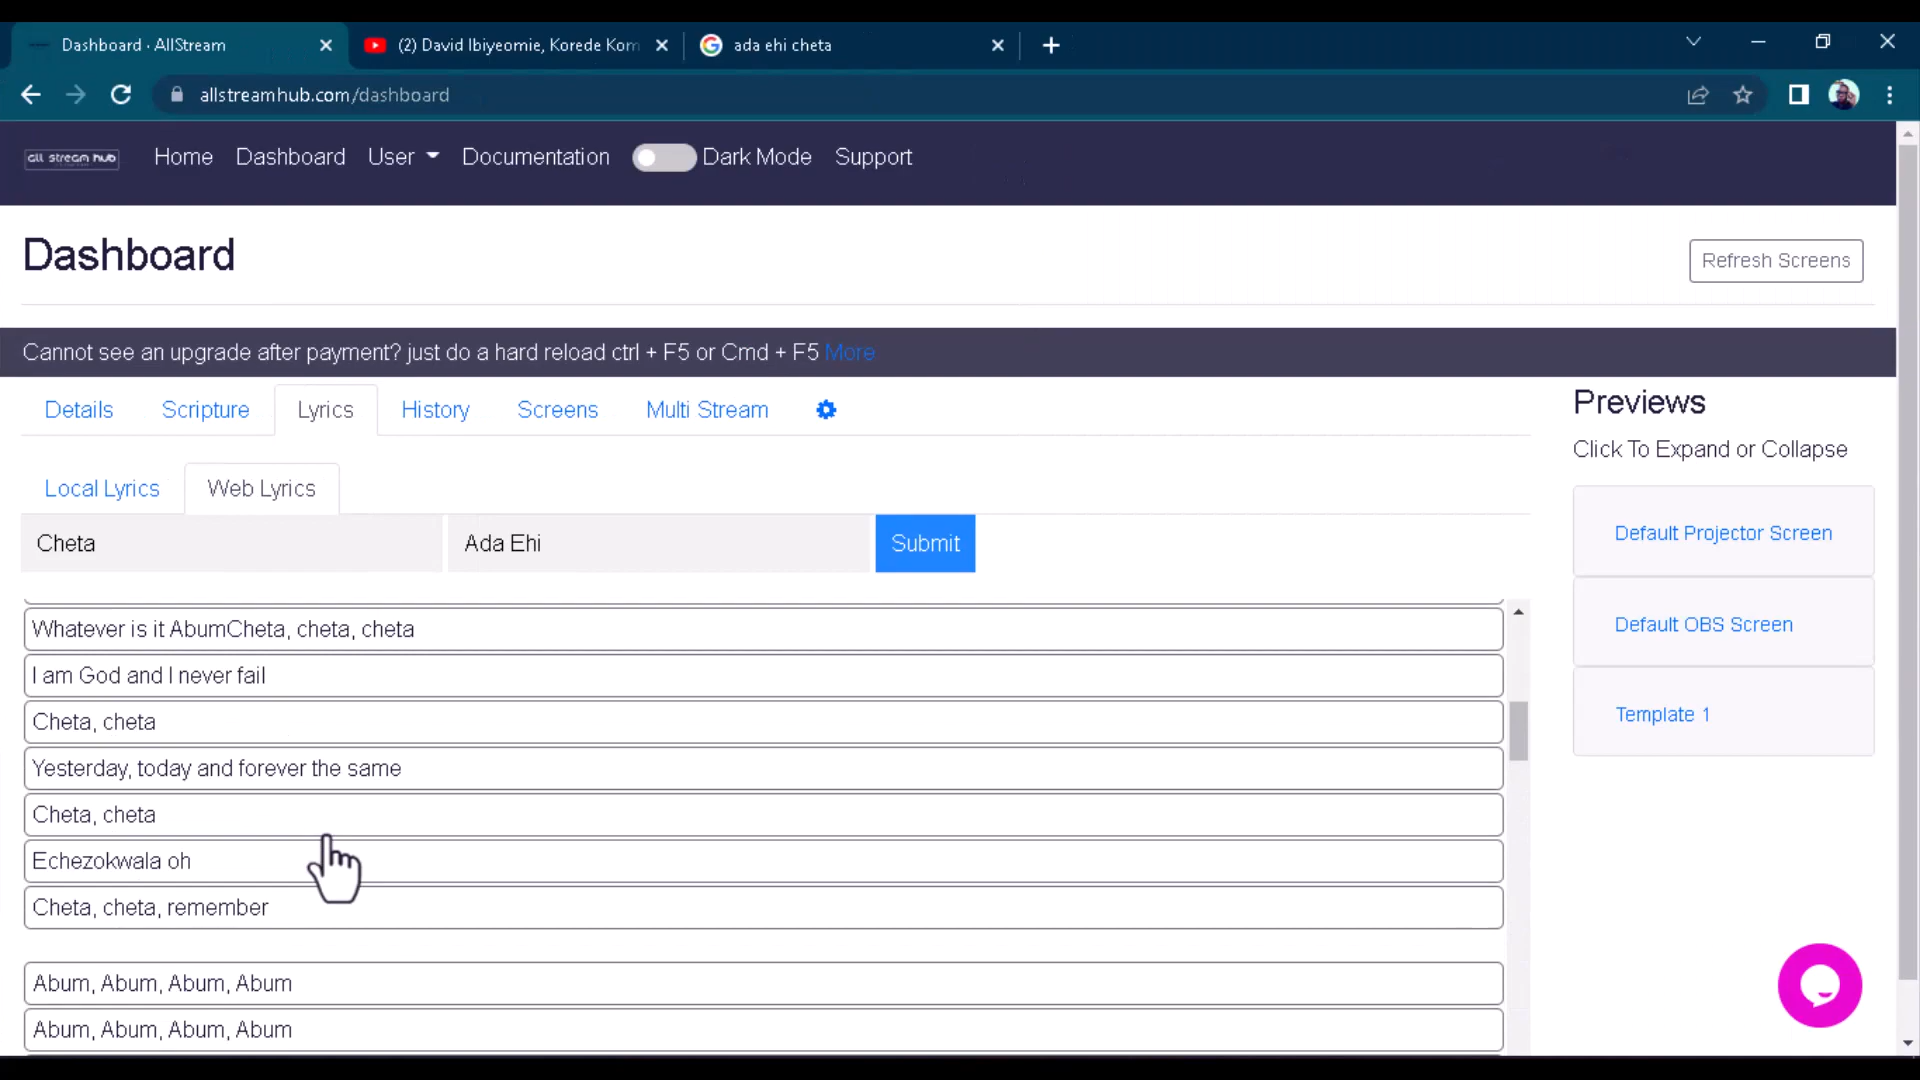 Dashboard · AllStream
(2) David Ibiyeomie, Korede Kom
ada ehi cheta
allstreamhub.com/dashboard
all stream hub
Home
Dashboard
User
Documentation
Dark Mode
Support
Dashboard
Refresh Screens
Cannot see an upgrade after payment? just do a hard reload ctrl + F5 or Cmd + F5 More
Details
Scripture
Lyrics
History
Screens
Multi Stream
Local Lyrics
Web Lyrics
Cheta
Ada Ehi
Submit
Whatever is it AbumCheta, cheta, cheta
I am God and I never fail
Cheta, cheta
Yesterday, today and forever the same
Cheta, cheta
Echezokwala oh
Cheta, cheta, remember
Abum, Abum, Abum, Abum
Abum, Abum, Abum, Abum
Previews
Click To Expand or Collapse
Default Projector Screen
Default OBS Screen
Template 1